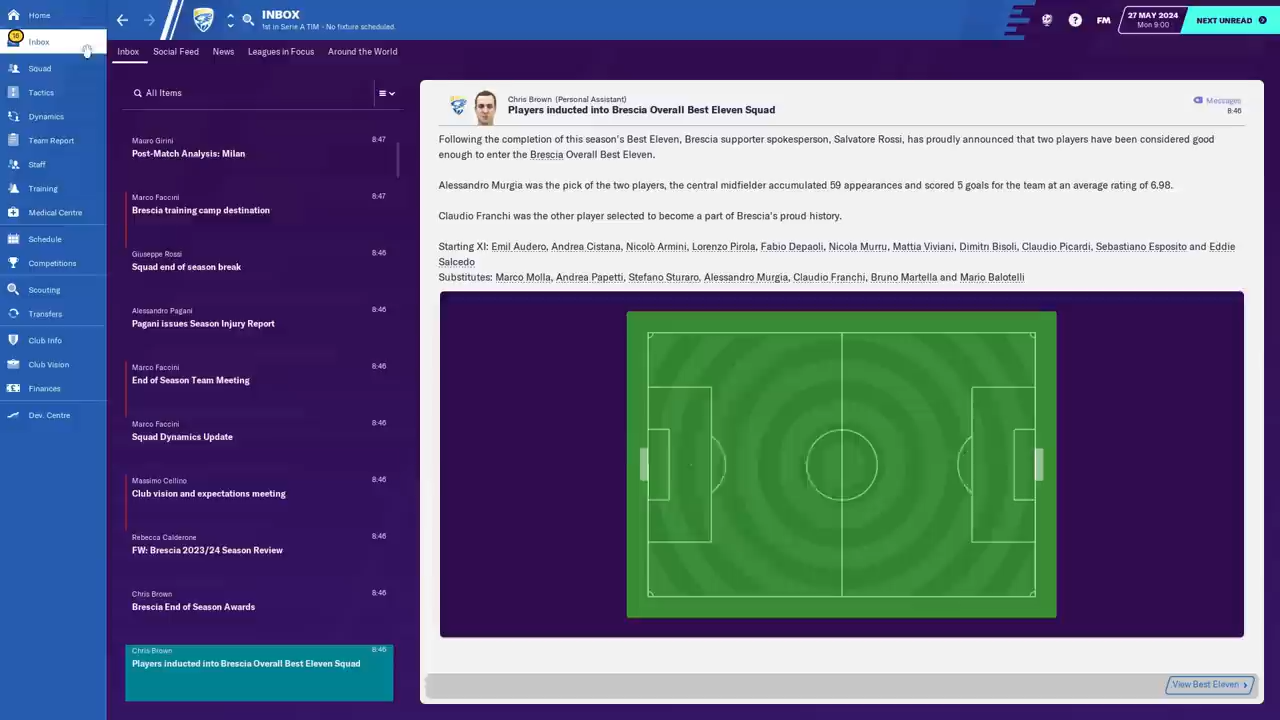 Home
INBOX
1st in Serie A TIM - No fixture scheduled.
FM
27 MAY 2024
Mon 9:00
NEXT UNREAD
Inbox
Squad
Tactics
Dynamics
Team Report
Staff
Training
Medical Centre
Schedule
Competitions
Scouting
Transfers
Club Info
Club Vision
Finances
Dev. Centre
Inbox Social Feed News Leagues in Focus Around the World
All Items
Mauro Girini 8:47
Post-Match Analysis: Milan
Marco Faccini 8:47
Brescia training camp destination
Giuseppe Rossi 8:46
Squad end of season break
Alessandro Pagani 8:46
Pagani issues Season Injury Report
Marco Faccini 8:46
End of Season Team Meeting
Marco Faccini 8:46
Squad Dynamics Update
Massimo Cellino 8:46
Club vision and expectations meeting
Rebecca Calderone 8:46
FW: Brescia 2023/24 Season Review
Chris Brown 8:46
Brescia End of Season Awards
Chris Brown 8:46
Players inducted into Brescia Overall Best Eleven Squad
Chris Brown (Personal Assistant)
Players inducted into Brescia Overall Best Eleven Squad
Messages
8:46
Following the completion of this season's Best Eleven, Brescia supporter spokesperson, Salvatore Rossi, has proudly announced that two players have been considered good
enough to enter the Brescia Overall Best Eleven.
Alessandro Murgia was the pick of the two players, the central midfielder accumulated 59 appearances and scored 5 goals for the team at an average rating of 6.98.
Claudio Franchi was the other player selected to become a part of Brescia's proud history.
Starting XI: Emil Audero, Andrea Cistana, Nicolò Armini, Lorenzo Pirola, Fabio Depaoli, Nicola Murru, Mattia Viviani, Dimitri Bisoli, Claudio Picardi, Sebastiano Esposito and Eddie
Salcedo
Substitutes: Marco Molla, Andrea Papetti, Stefano Sturaro, Alessandro Murgia, Claudio Franchi, Bruno Martella and Mario Balotelli
View Best Eleven